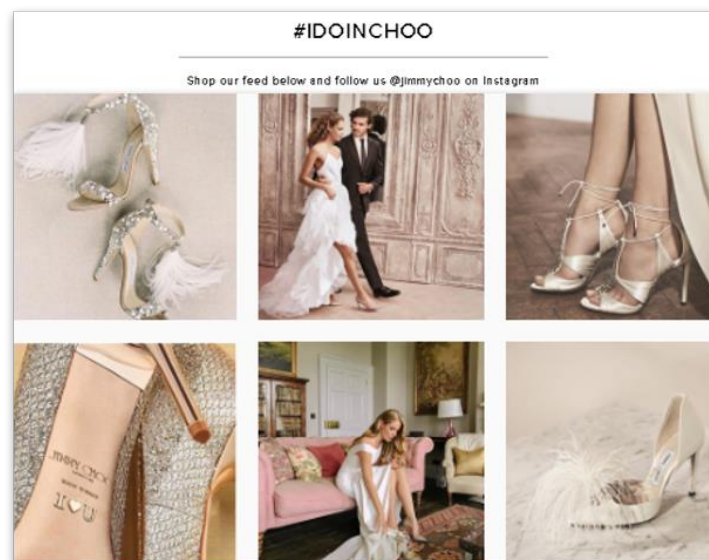 #IDOINCHOO
Shop our feed below and follow us @jimmychoo on Instagram
JIMMY CHOO
I ♥ U